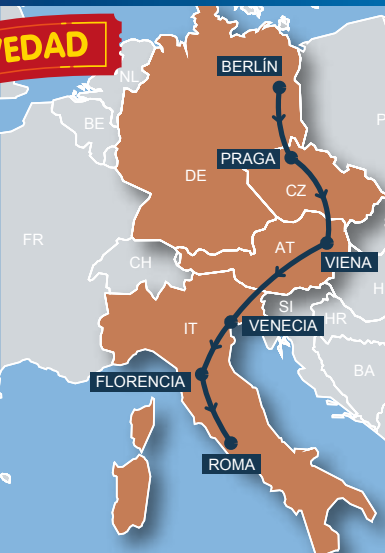 EDAD
BERLÍN
NL
BE
PRAGA
DE
CZ
FR
AT
CH
VIENA
H
SI
HR
VENECIA
IT
BA
FLORENCIA
ROMA